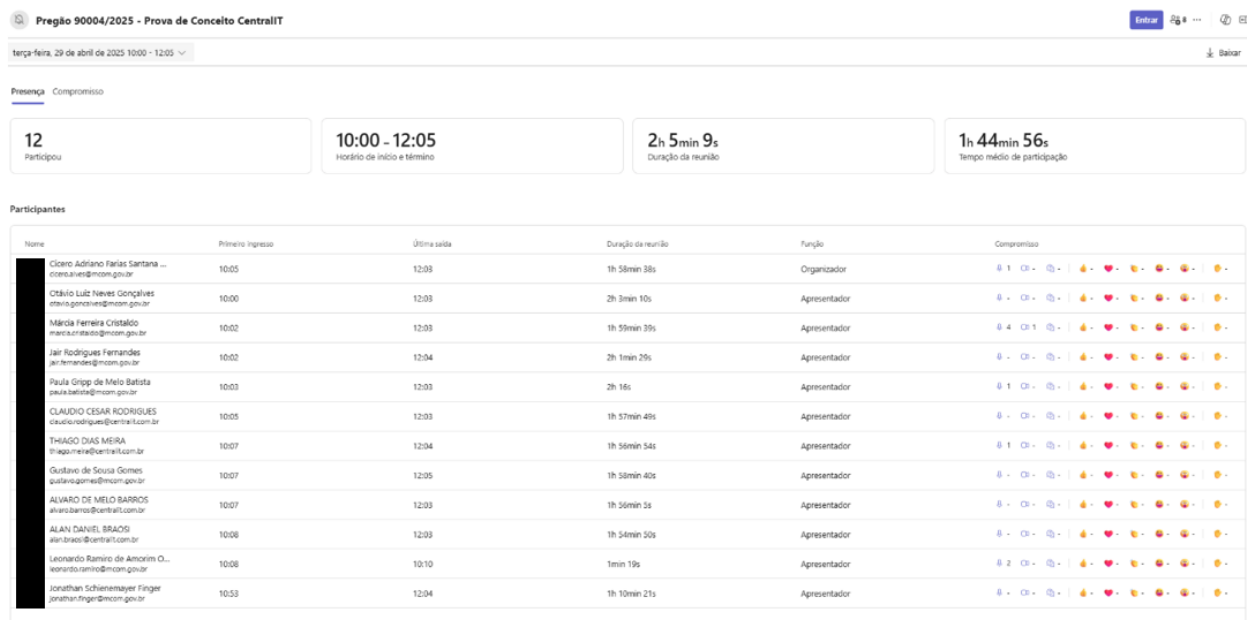 Pregão 90004/2025 - Prova de Conceito CentralIT
Entrar 8 ...
terça-feira, 29 de abril de 2025 10:00 - 12:05
Baixar
Presença Compromisso
12
Participou
10:00 - 12:05
Horário de início e término
2h 5min 9s
Duração da reunião
1h 44min 56s
Tempo médio de participação
Participantes
Nome Primeiro ingresso Última saída Duração da reunião Função Compromisso
Cícero Adriano Farias Santana ... 10:05 12:03 1h 58min 38s Organizador 1 - - - - - - - -
cicero.alves@mcom.gov.br
Otávio Luiz Neves Gonçalves 10:00 12:03 2h 3min 10s Apresentador - - - - - - - - -
otavio.goncalves@mcom.gov.br
Márcia Ferreira Cristaldo 10:02 12:03 1h 59min 39s Apresentador 4 1 - - - - - - -
marcia.cristaldo@mcom.gov.br
Jair Rodrigues Fernandes 10:02 12:04 2h 1min 29s Apresentador - - - - - - - - -
jair.fernandes@mcom.gov.br
Paula Gripp de Melo Batista 10:03 12:03 2h 16s Apresentador 1 - - - - - - - -
paula.batista@mcom.gov.br
CLAUDIO CESAR RODRIGUES 10:05 12:03 1h 57min 49s Apresentador - - - - - - - - -
claudio.rodrigues@centralit.com.br
THIAGO DIAS MEIRA 10:07 12:04 1h 56min 54s Apresentador 1 - - - - - - - -
thiago.meira@centralit.com.br
Gustavo de Sousa Gomes 10:07 12:05 1h 58min 40s Apresentador - - - - - - - - -
gustavo.gomes@mcom.gov.br
ALVARO DE MELO BARROS 10:07 12:03 1h 56min 5s Apresentador - - - - - - - - -
alvaro.barros@centralit.com.br
ALAN DANIEL BRAOSI 10:08 12:03 1h 54min 50s Apresentador - - - - - - - - -
alan.braosi@centralit.com.br
Leonardo Ramiro de Amorim O... 10:08 10:10 1min 19s Apresentador 2 - - - - - - - -
leonardo.ramiro@mcom.gov.br
Jonathan Schienemayer Finger 10:53 12:04 1h 10min 21s Apresentador - - - - - - - - -
jonathan.finger@mcom.gov.br